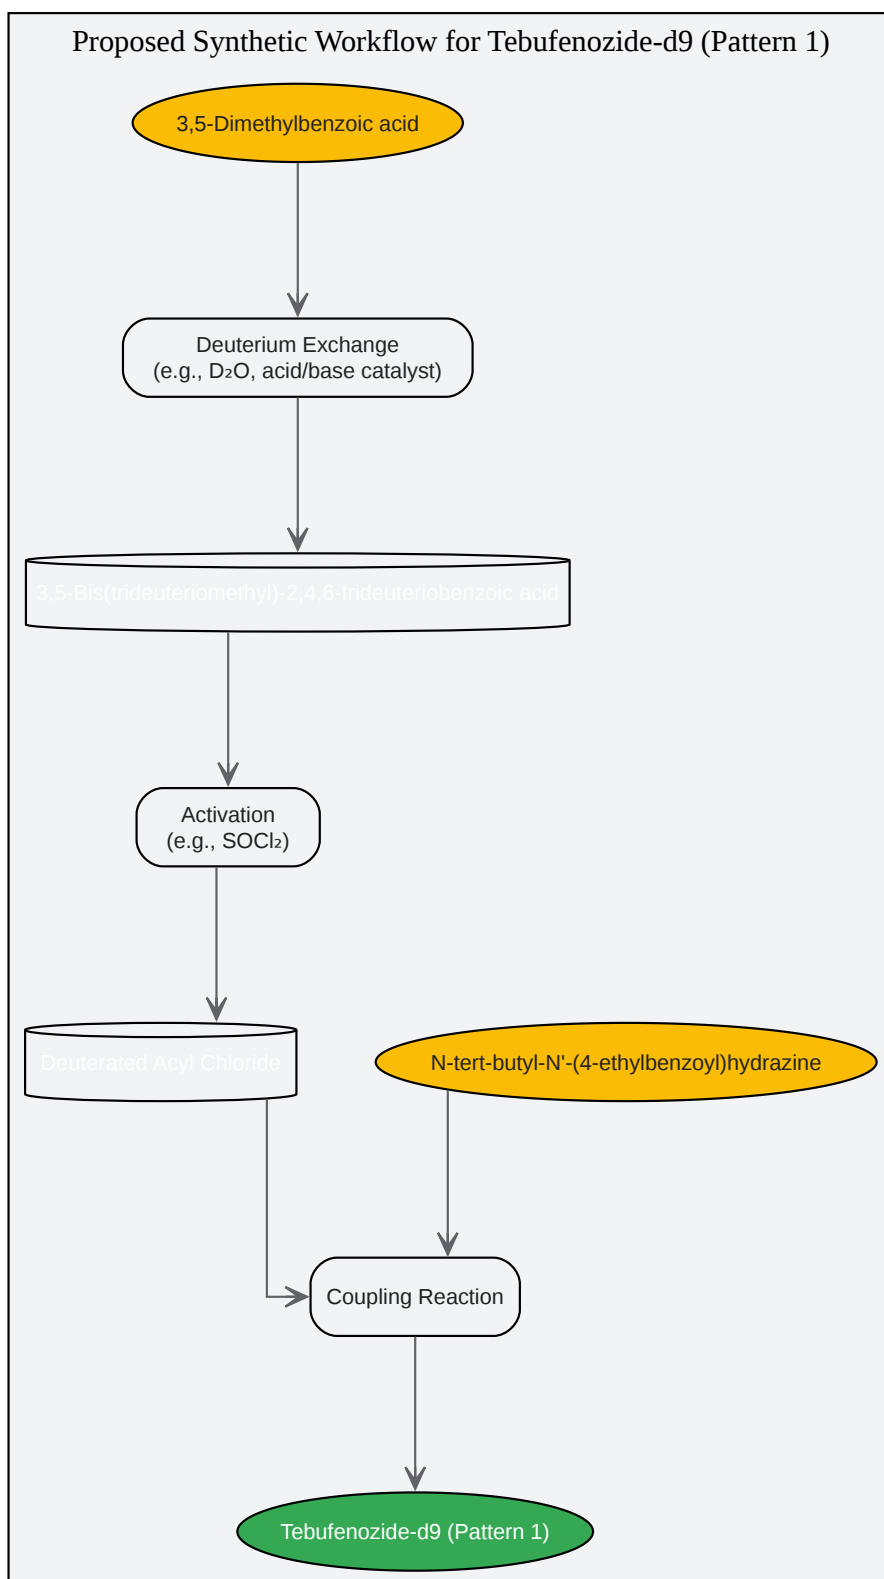 Proposed Synthetic Workflow for Tebufenozide-d9 (Pattern 1)
3,5-Dimethylbenzoic acid
Deuterium Exchange
(e.g., D₂O, acid/base catalyst)
3,5-Bis(trideuteriomethyl)-2,4,6-trideuteriobenzoic acid
Activation
(e.g., SOCl₂)
Deuterated Acyl Chloride
N-tert-butyl-N'-(4-ethylbenzoyl)hydrazine
Coupling Reaction
Tebufenozide-d9 (Pattern 1)